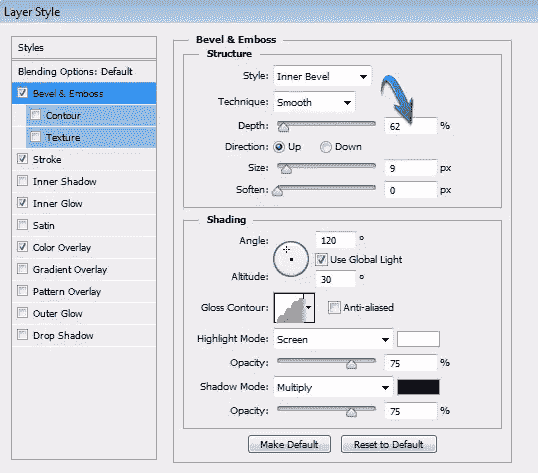 Layer Style
Styles
Blending Options: Default
Bevel & Emboss
Contour
Texture
Stroke
Inner Shadow
Inner Glow
Satin
Color Overlay
Gradient Overlay
Pattern Overlay
Outer Glow
Drop Shadow
Bevel & Emboss
Structure
Style: Inner Bevel
Technique: Smooth
Depth: 62 %
Direction: Up Down
Size: 9 px
Soften: 0 px
Shading
Angle: 120 °
Use Global Light
Altitude: 30 °
Gloss Contour: Anti-aliased
Highlight Mode: Screen
Opacity: 75 %
Shadow Mode: Multiply
Opacity: 75 %
Make Default Reset to Default